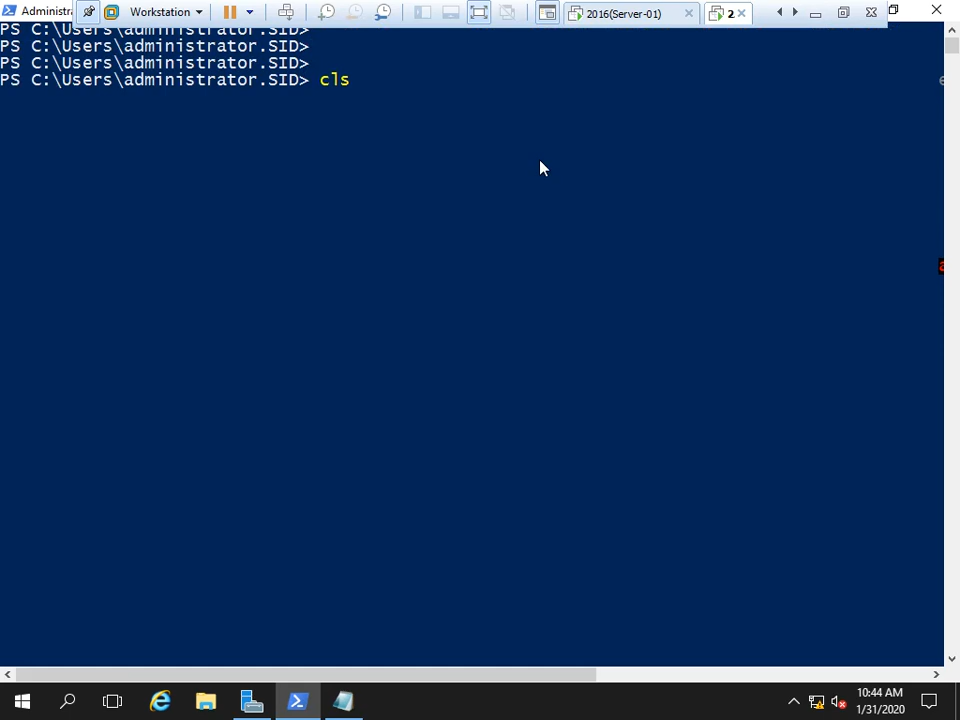 Administra
Workstation
2016(Server-01)
2
PS C:\Users\administrator.SID>
PS C:\Users\administrator.SID>
PS C:\Users\administrator.SID>
PS C:\Users\administrator.SID> cls
10:44 AM
1/31/2020